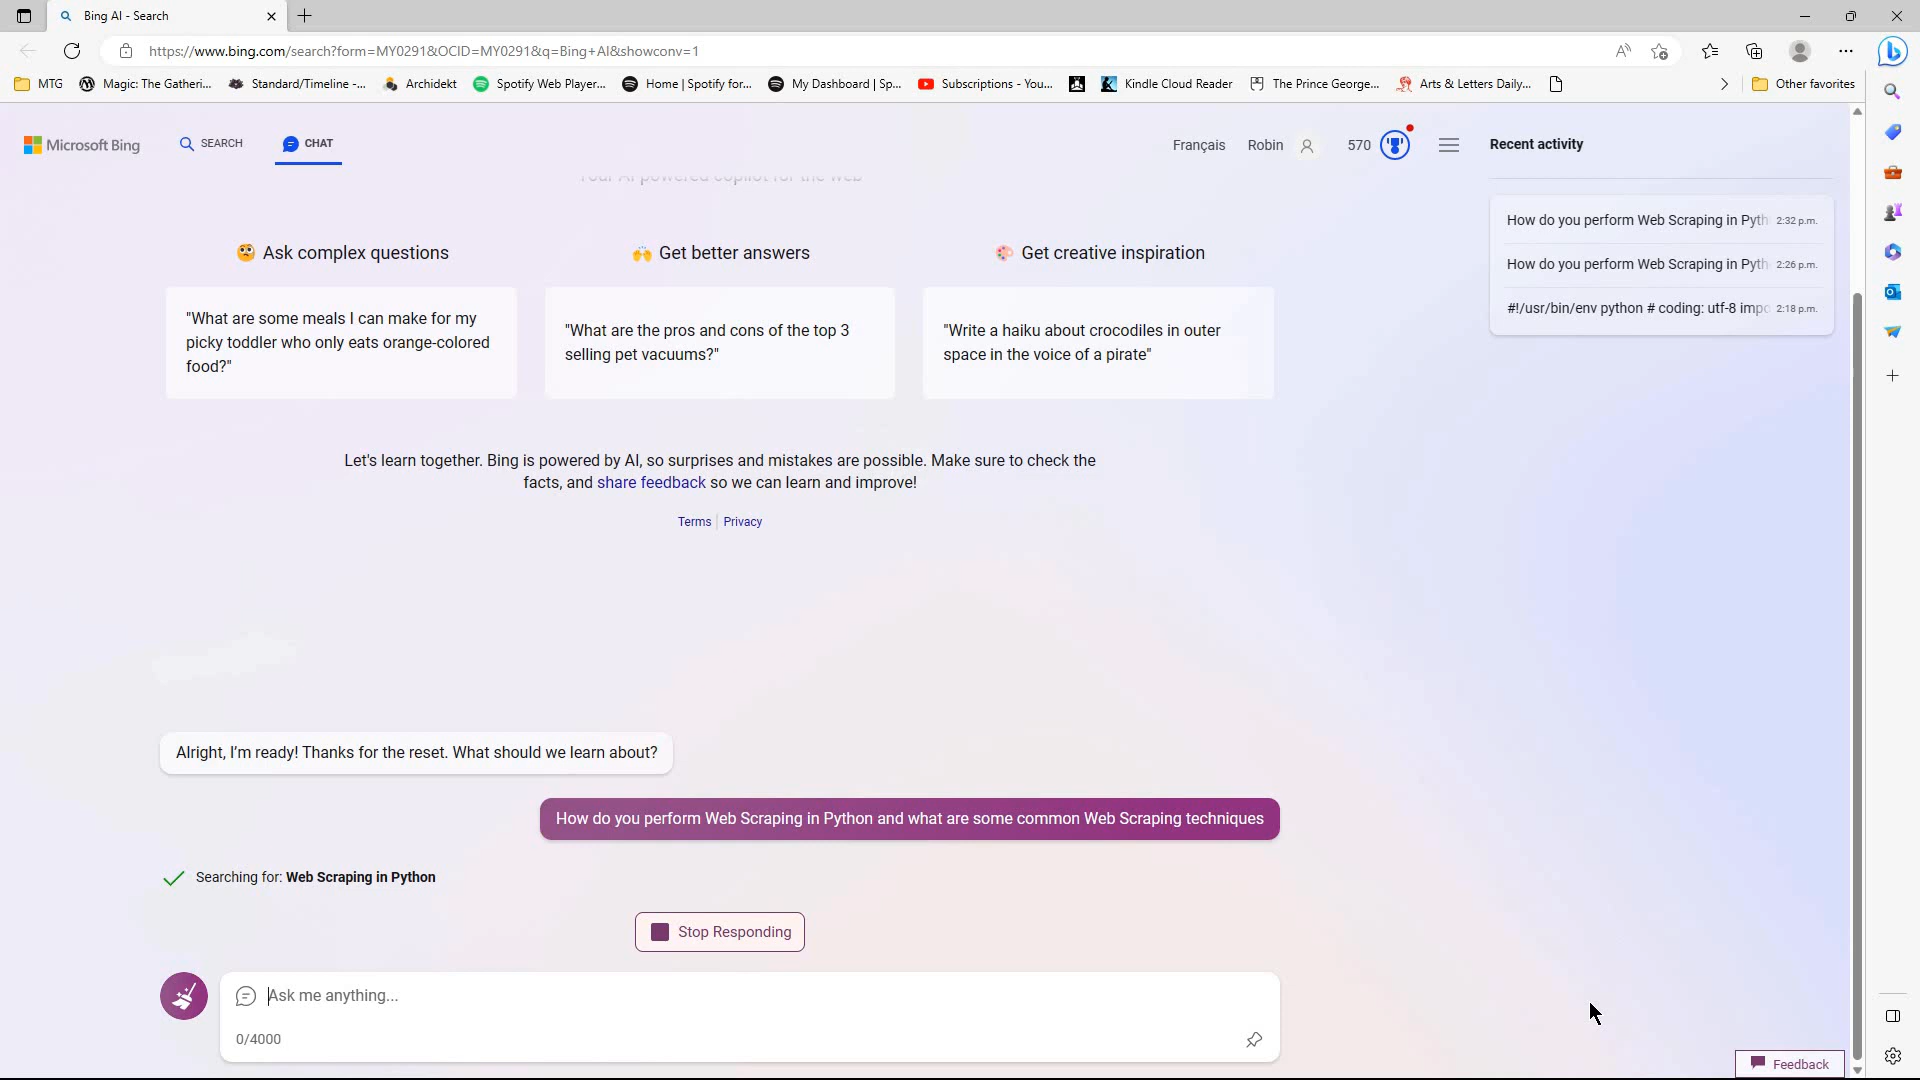 Bing AI - Search
https://www.bing.com/search?form=MY0291&OCID=MY0291&q=Bing+AI&showconv=1
MTG
Magic: The Gatheri...
Standard/Timeline -...
Archidekt
Spotify Web Player...
Home | Spotify for...
My Dashboard | Sp...
Subscriptions - You...
Kindle Cloud Reader
The Prince George...
Arts & Letters Daily...
Other favorites
Microsoft Bing
SEARCH
CHAT
Français
Robin
570
Recent activity
Your AI powered copilot for the web
How do you perform Web Scraping in Pyth 2:32 p.m.
How do you perform Web Scraping in Pyth 2:26 p.m.
#!/usr/bin/env python # coding: utf-8 impo 2:18 p.m.
Ask complex questions
Get better answers
Get creative inspiration
"What are some meals I can make for my
picky toddler who only eats orange-colored
food?"
"What are the pros and cons of the top 3
selling pet vacuums?"
"Write a haiku about crocodiles in outer
space in the voice of a pirate"
Let's learn together. Bing is powered by AI, so surprises and mistakes are possible. Make sure to check the
facts, and share feedback so we can learn and improve!
Terms Privacy
Alright, I'm ready! Thanks for the reset. What should we learn about?
How do you perform Web Scraping in Python and what are some common Web Scraping techniques
Searching for: Web Scraping in Python
Stop Responding
Ask me anything...
0/4000
Feedback